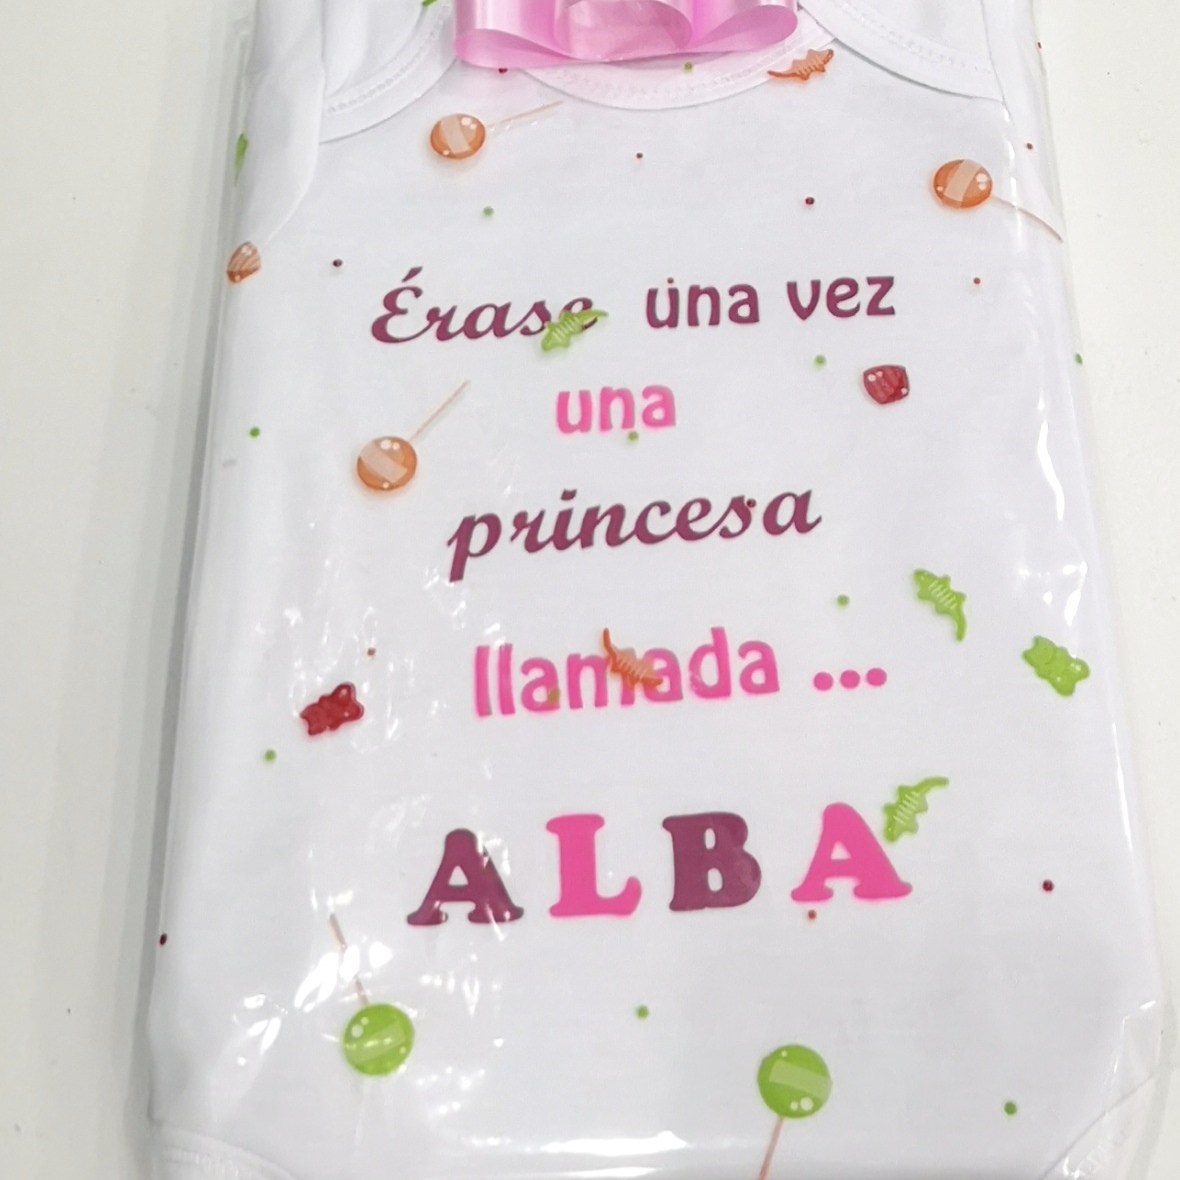 Érase una vez
una
princesa
llamada ...
ALBA